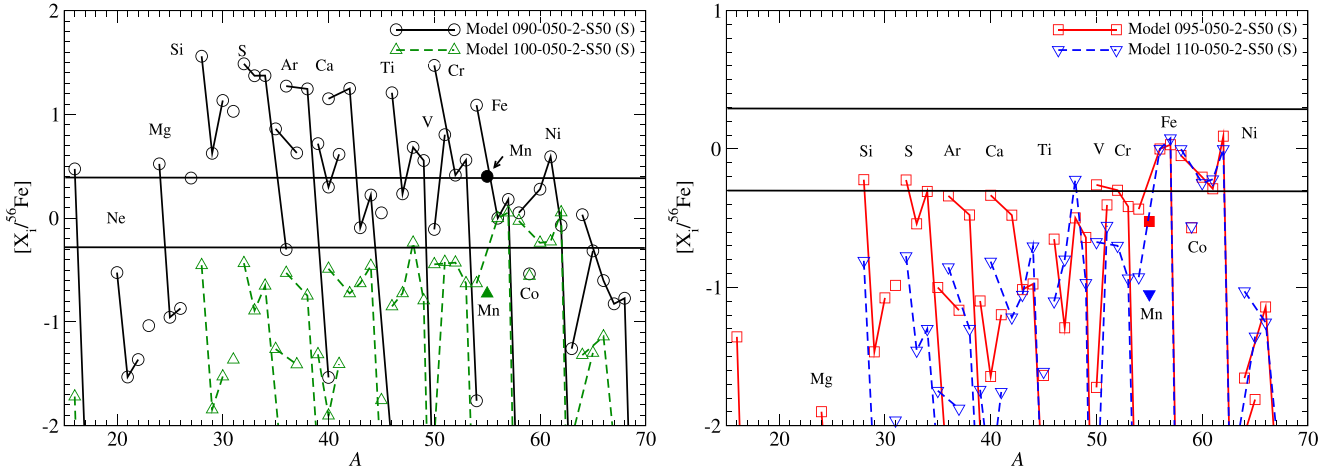 2
1
0
-1
-2
[Xᵢ/⁵⁶Fe]
20 30 40 50 60 70
A
Model 090-050-2-S50 (S)
Model 100-050-2-S50 (S)
Si
S
Ar
Ca
Ti
Cr
Fe
Mg
V
Ni
Mn
Ne
Co
Mn
1
0
-1
-2
[Xᵢ/⁵⁶Fe]
20 30 40 50 60 70
A
Model 095-050-2-S50 (S)
Model 110-050-2-S50 (S)
Fe
Ni
Si
S
Ar
Ca
Ti
V
Cr
Co
Mn
Mg